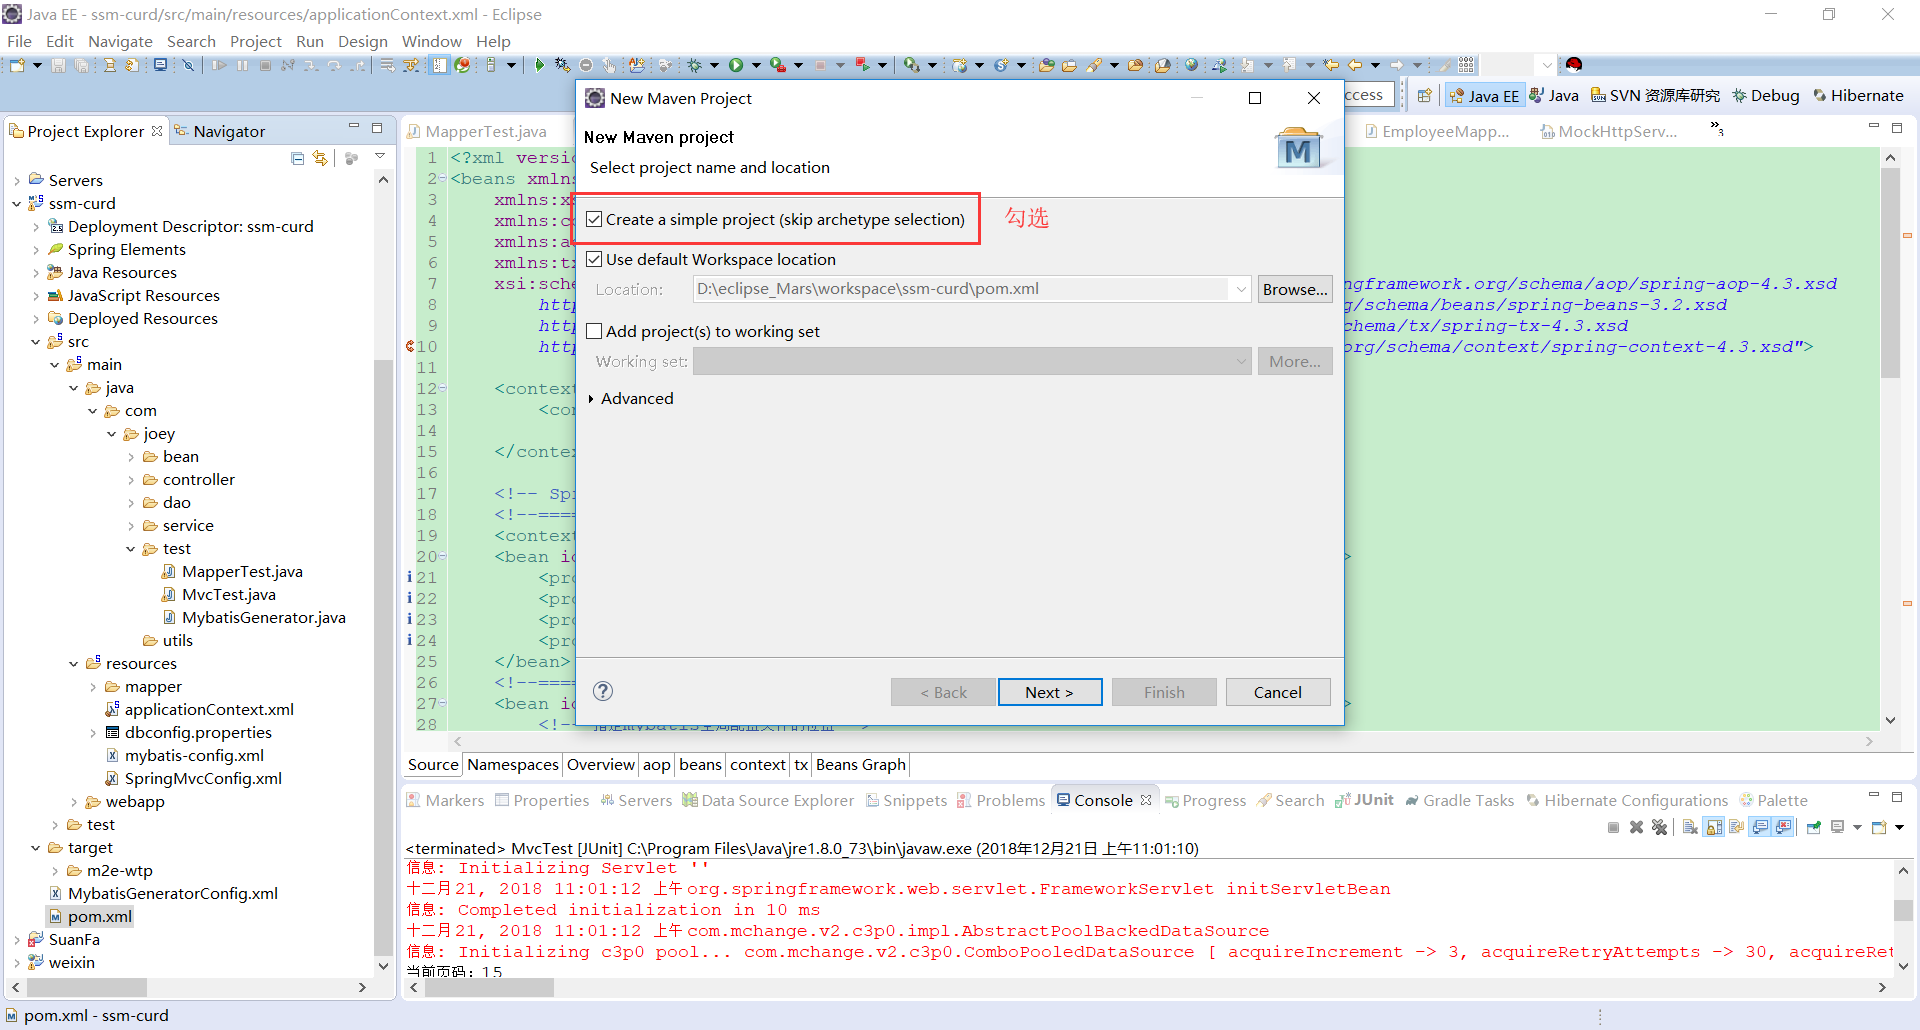 Java EE - ssm-curd/src/main/resources/applicationContext.xml - Eclipse
File Edit Navigate Search Project Run Design Window Help
Java EE Java SVN 资源库研究 Debug Hibernate
Project Explorer Navigator
Servers
ssm-curd
Deployment Descriptor: ssm-curd
Spring Elements
Java Resources
JavaScript Resources
Deployed Resources
src
main
java
com
joey
bean
controller
dao
service
test
MapperTest.java
MvcTest.java
MybatisGenerator.java
utils
resources
mapper
applicationContext.xml
dbconfig.properties
mybatis-config.xml
SpringMvcConfig.xml
webapp
test
target
m2e-wtp
MybatisGeneratorConfig.xml
pom.xml
SuanFa
weixin
MapperTest.java EmployeeMapp... MockHttpServ... »3
1 <?xml versi
2 <beans xmlns
3 xmlns:x
4 xmlns:c
5 xmlns:a
6 xmlns:tx
7 xsi:sche ngframework.org/schema/aop/spring-aop-4.3.xsd
8 htt g/schema/beans/spring-beans-3.2.xsd
9 htt chema/tx/spring-tx-4.3.xsd
10 htt org/schema/context/spring-context-4.3.xsd">
11
12 <context
13 <con
14
15 </conte
16
17 <!-- Sp
18 <!--====
19 <context
20 <bean id >
21 <pro
22 <pro
23 <pro
24 <pro
25 </bean>
26 <!--====
27 <bean id >
28 <!--
New Maven Project
New Maven project
Select project name and location
Create a simple project (skip archetype selection)
勾选
Use default Workspace location
Location: D:\eclipse_Mars\workspace\ssm-curd\pom.xml Browse...
Add project(s) to working set
Working set: More...
Advanced
< Back Next > Finish Cancel
Source Namespaces Overview aop beans context tx Beans Graph
Markers Properties Servers Data Source Explorer Snippets Problems Console Progress Search JUnit Gradle Tasks Hibernate Configurations Palette
<terminated> MvcTest [JUnit] C:\Program Files\Java\jre1.8.0_73\bin\javaw.exe (2018年12月21日 上午11:01:10)
信息: Initializing Servlet ''
十二月 21, 2018 11:01:12 上午 org.springframework.web.servlet.FrameworkServlet initServletBean
信息: Completed initialization in 10 ms
十二月 21, 2018 11:01:12 上午 com.mchange.v2.c3p0.impl.AbstractPoolBackedDataSource
信息: Initializing c3p0 pool... com.mchange.v2.c3p0.ComboPooledDataSource [ acquireIncrement -> 3, acquireRetryAttempts -> 30, acquireRet
当前页码：15
pom.xml - ssm-curd